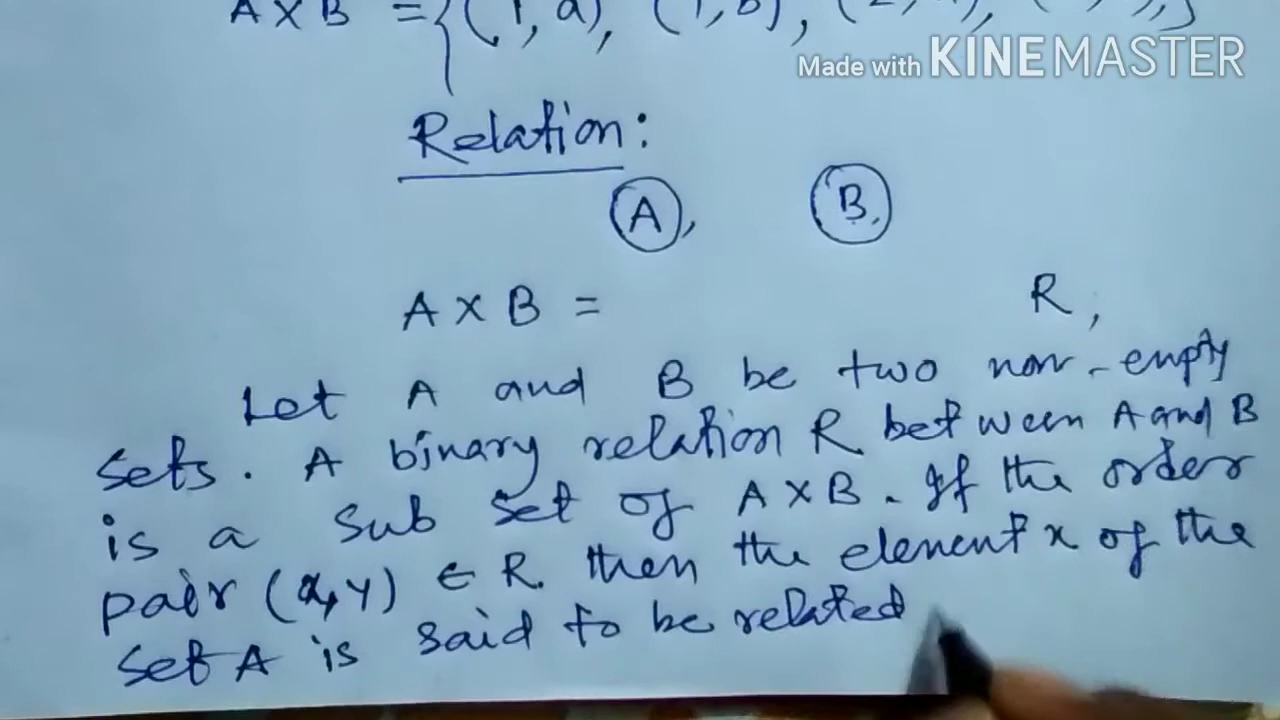 A X B = {(1, a), (1, b), (2,
Made with KINEMASTER
Relation:
A, B.
A X B = R,
Let A and B be two non-empty
sets. A binary relation R between A and B
is a sub set of A X B. If the order
pair (x, y) ∈ R. then the element x of the
set A is said to be related